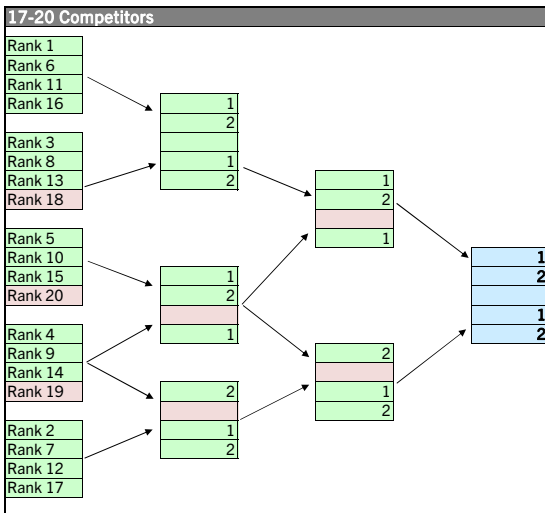 17-20 Competitors
Rank 1
Rank 6
Rank 11
Rank 16
Rank 3
Rank 8
Rank 13
Rank 18
Rank 5
Rank 10
Rank 15
Rank 20
Rank 4
Rank 9
Rank 14
Rank 19
Rank 2
Rank 7
Rank 12
Rank 17
1
2
1
2
1
2
1
2
1
2
1
2
1
2
1
2
1
2
1
2